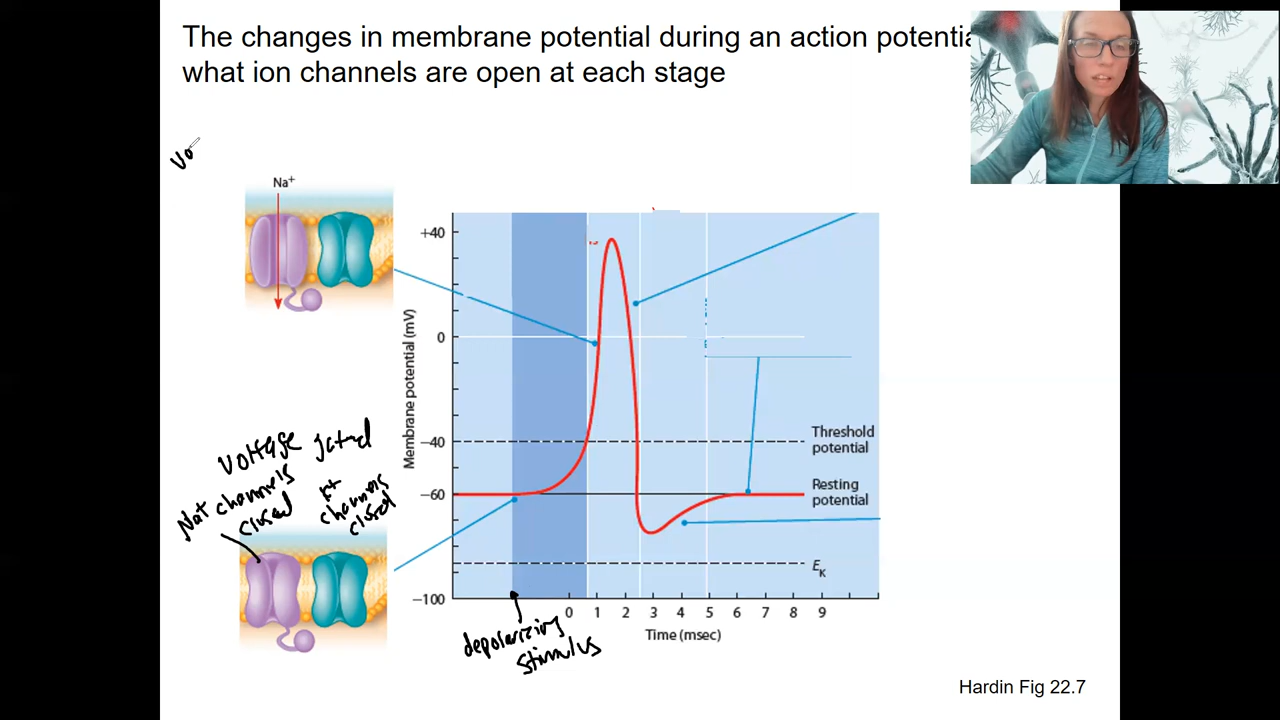 The changes in membrane potential during an action potentia
what ion channels are open at each stage
Vo
Na⁺
+40
0
−40
−60
−100
Membrane potential (mV)
Threshold
potential
Resting
potential
E_K
0 1 2 3 4 5 6 7 8 9
Time (msec)
Voltage gated
Na⁺ channels
closed
K⁺
channels
closed
depolarizing
stimulus
Hardin Fig 22.7